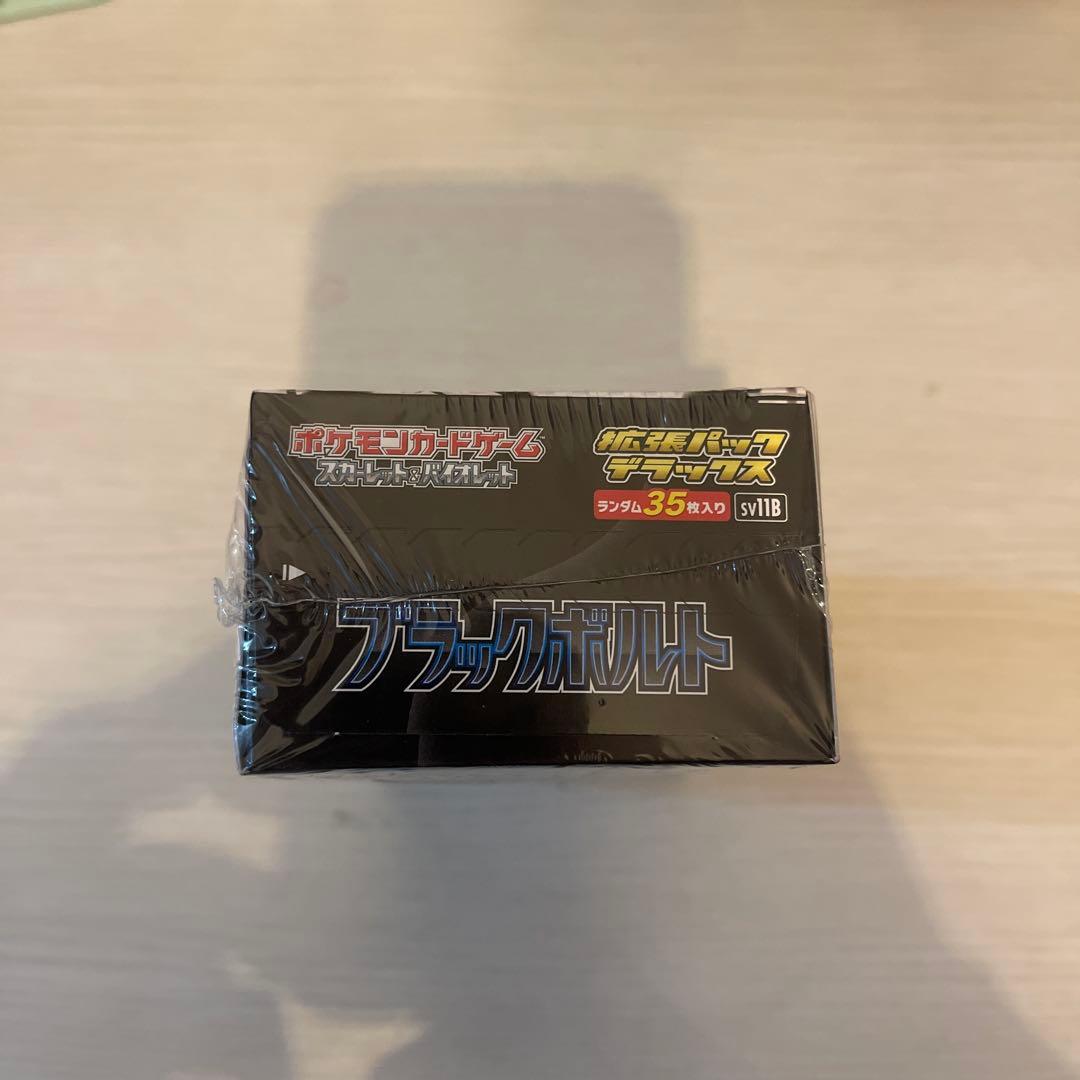 ポケモンカードゲーム™
スカーレット&バイオレット
拡張パック
デラックス
ランダム35枚入り
SV11B
ブラックボルト